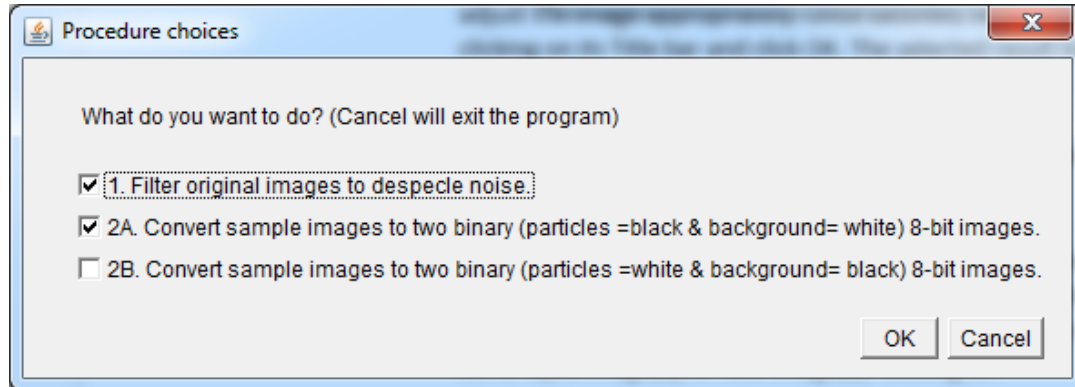 Procedure choices
What do you want to do? (Cancel will exit the program)
1. Filter original images to despecle noise.
2A. Convert sample images to two binary (particles =black & background= white) 8-bit images.
2B. Convert sample images to two binary (particles =white & background= black) 8-bit images.
OK Cancel